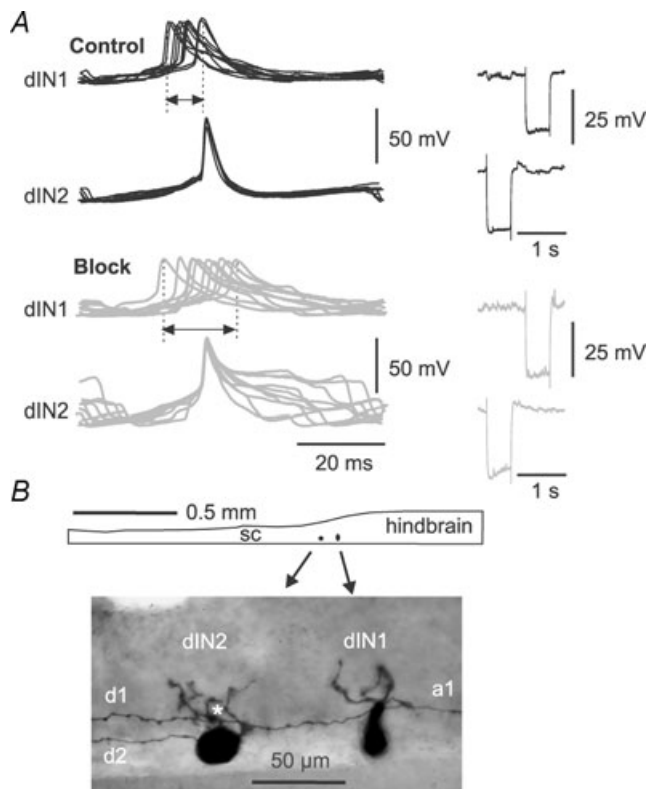 A
Control
dIN1
50 mV
25 mV
dIN2
1 s
Block
dIN1
50 mV
25 mV
dIN2
20 ms
1 s
B
0.5 mm
sc
hindbrain
dIN2
dIN1
d1
*
a1
d2
50 µm